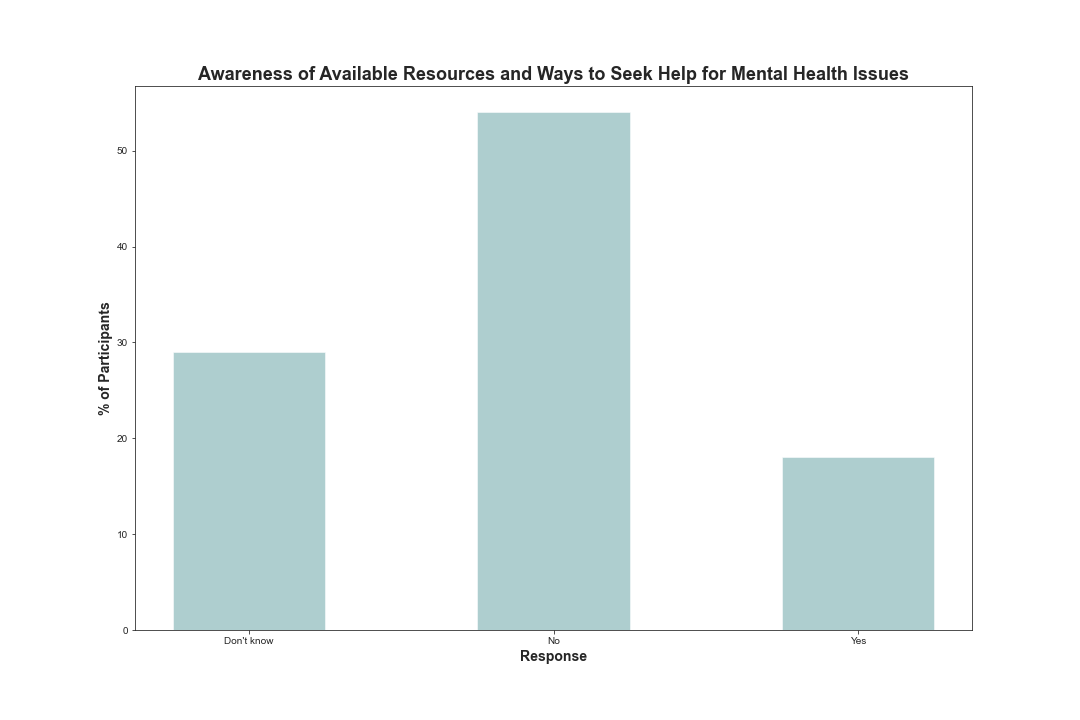 Awareness of Available Resources and Ways to Seek Help for Mental Health Issues
% of Participants
50
40
30
20
10
0
Don't know
No
Yes
Response